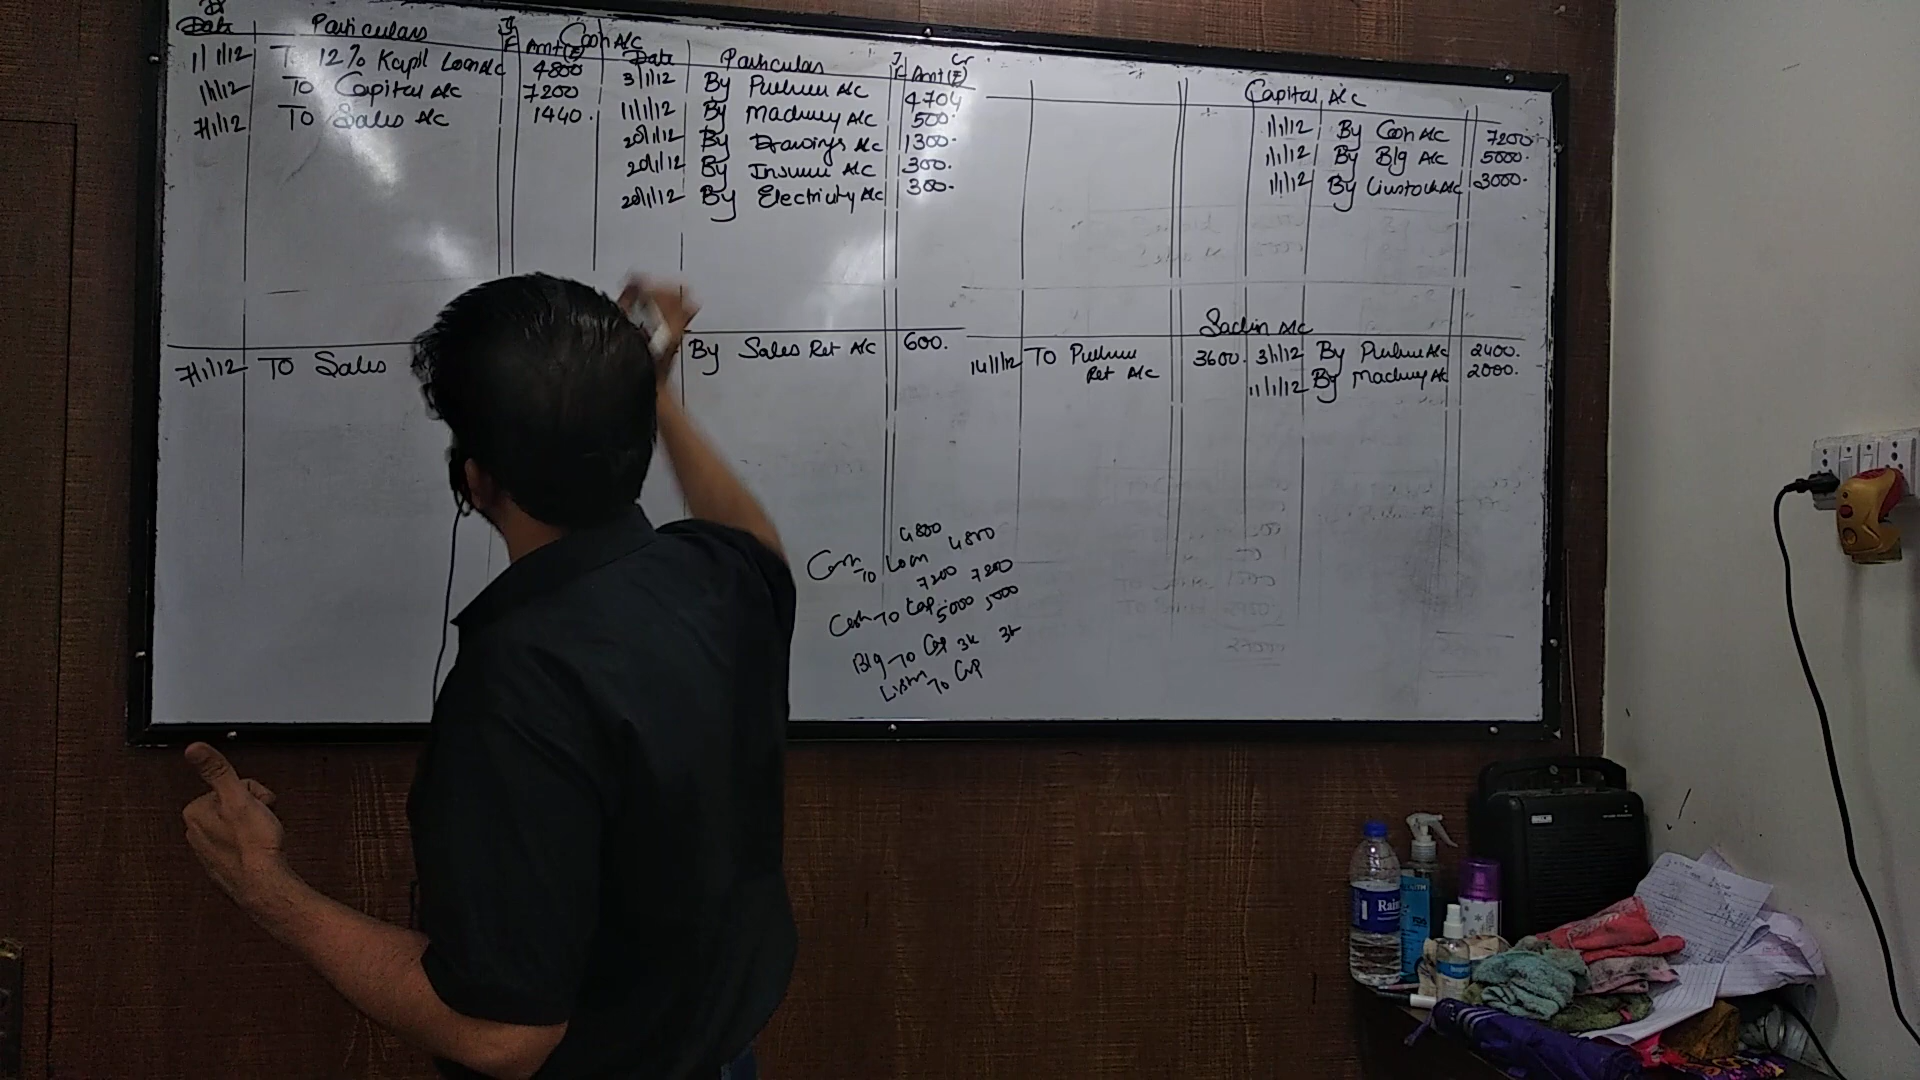 Dr
Date Particulars J F Amt(₹) Cash A/c Date Particulars J F Amt(₹) Cr
1/1/12 To 12% Kapil Loan A/c 4800
1/1/12 To Capital A/c 7200
7/1/12 To Sales A/c 1440.
3/1/12 By Purchase A/c 4704
11/1/12 By Machinery A/c 500.
20/1/12 By Drawings A/c 1300.
20/1/12 By Insurance A/c 300.
20/1/12 By Electricity A/c 300.
Capital A/c
1/1/12 By Cash A/c 7200.
1/1/12 By Blg A/c 5000.
1/1/12 By Livestock A/c 3000.
7/1/12 To Sales
By Sales Ret A/c 600.
Sachin A/c
14/1/12 To Purchase Ret A/c 3600.
3/1/12 By Purchase A/c 2400.
11/1/12 By Machinery A/c 2000.
4800 4800
Cash To Loan
7200 7200
Cash To Cap
5000 5000
Blg To Cap
3k 3k
To Cap
Rain